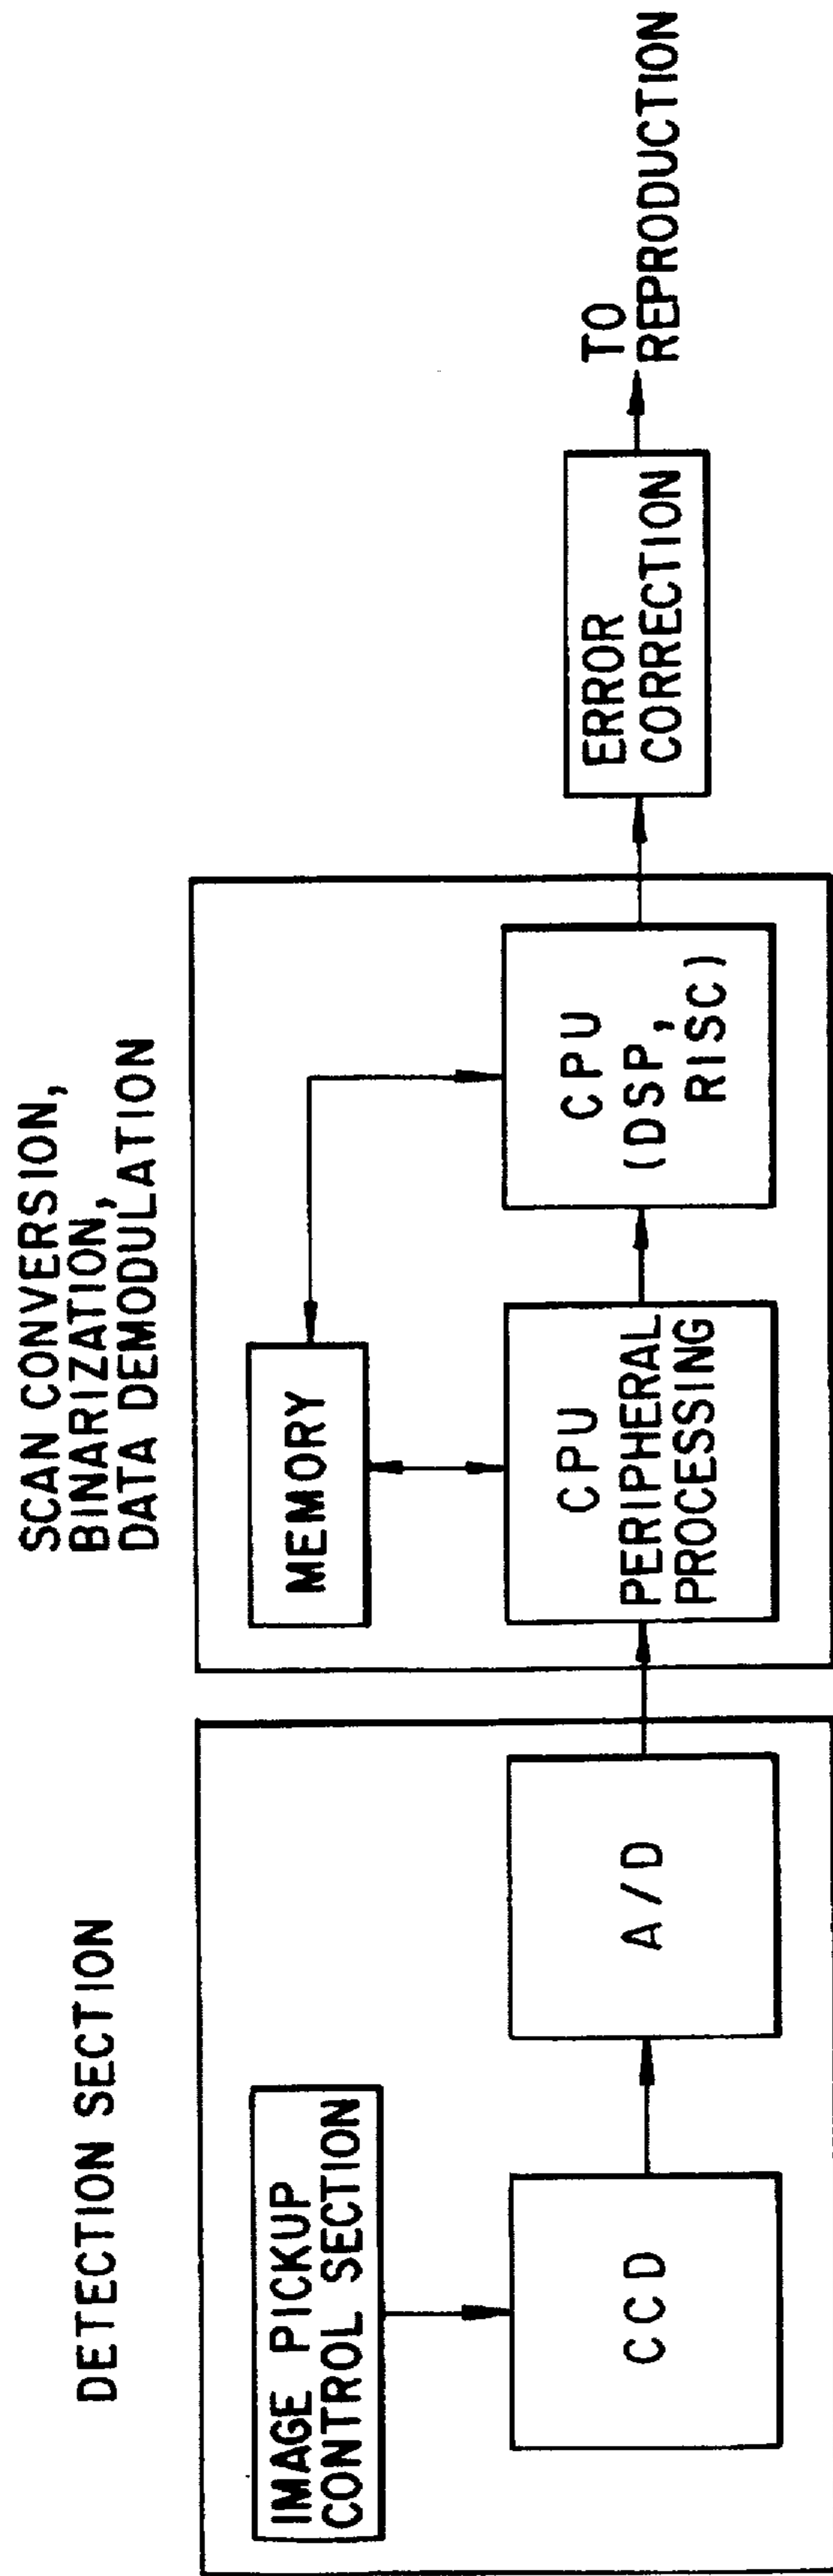 DETECTION SECTION
IMAGE PICKUP
CONTROL SECTION
CCD
A/D
SCAN CONVERSION,
BINARIZATION,
DATA DEMODULATION
MEMORY
CPU
PERIPHERAL
PROCESSING
CPU
(DSP,
RISC)
ERROR
CORRECTION
TO
REPRODUCTION